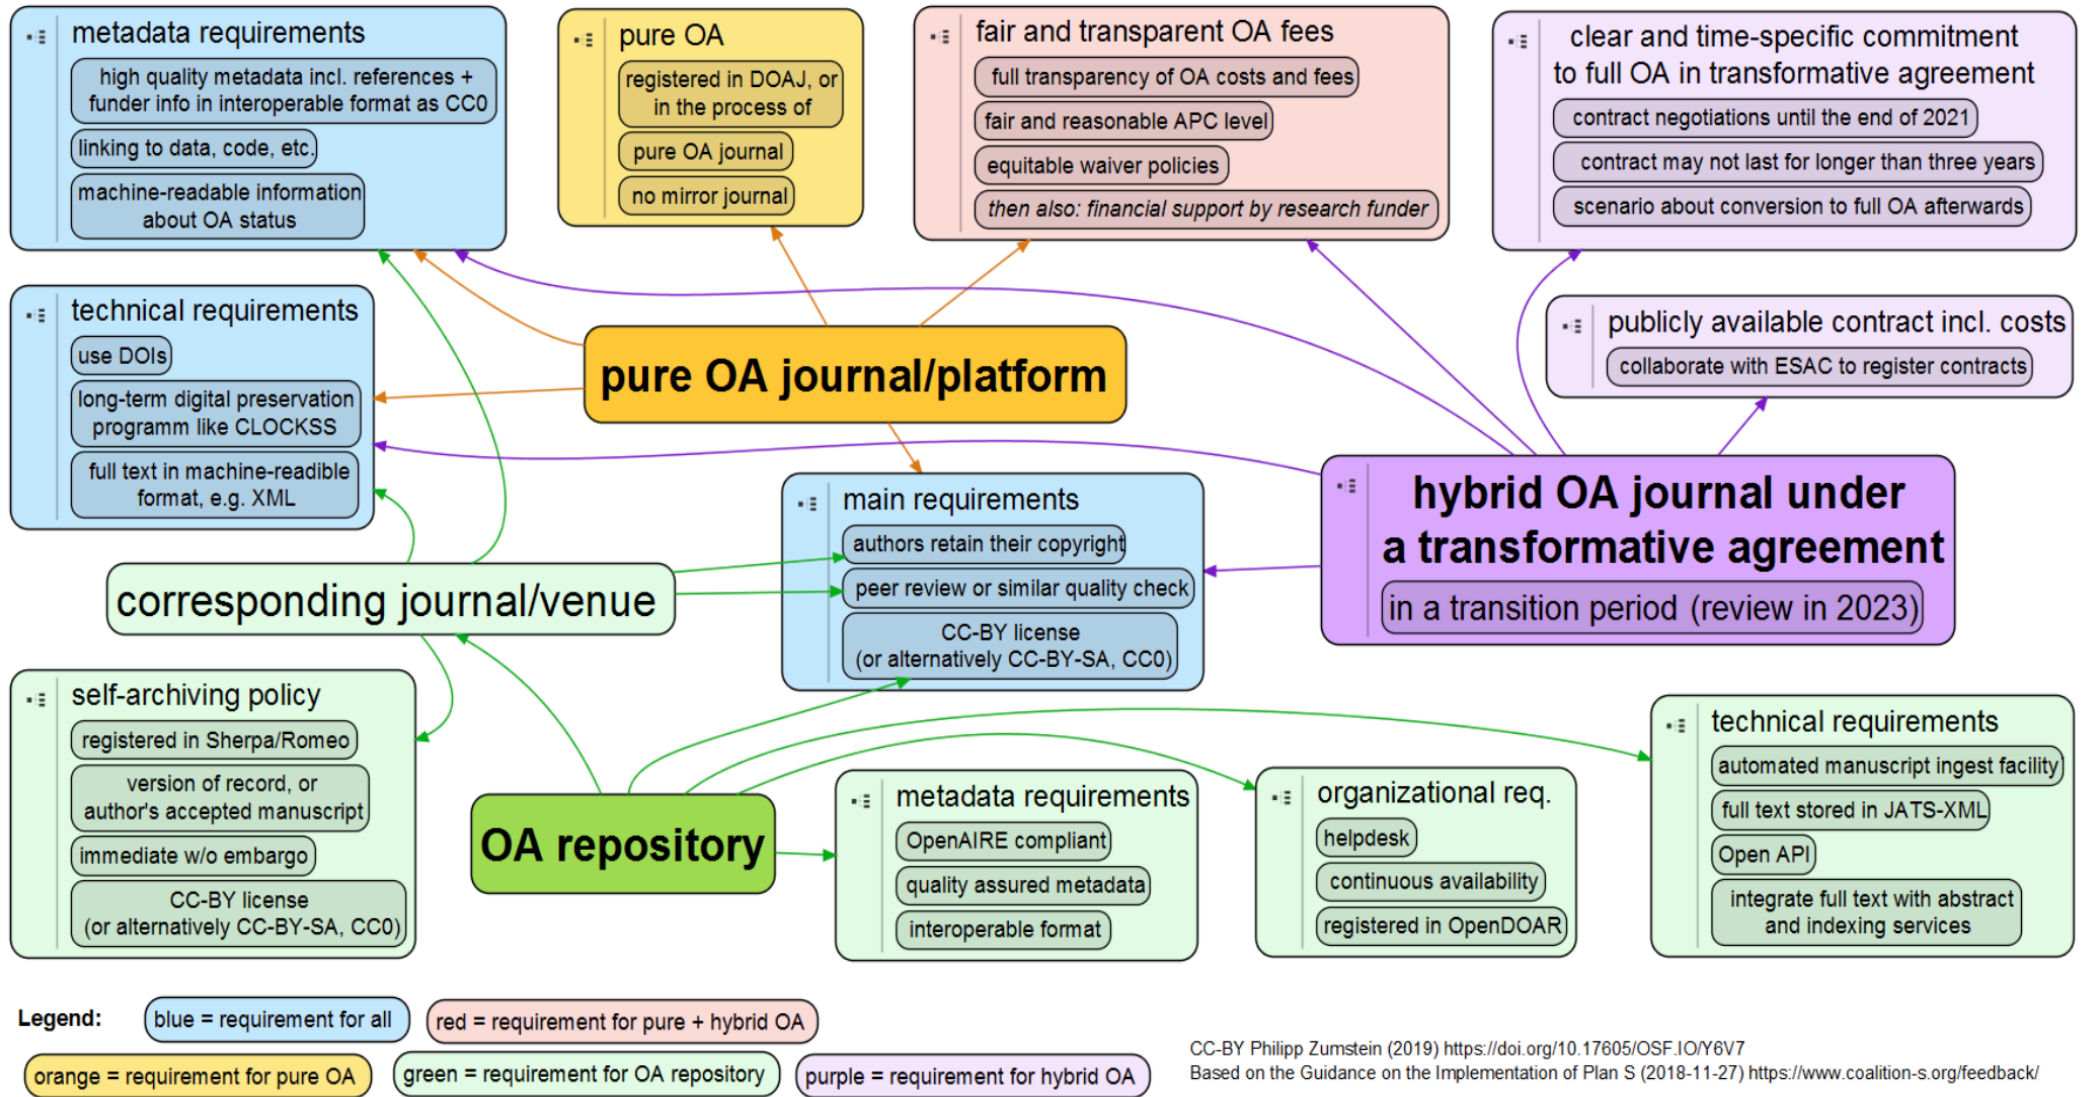 metadata requirements
high quality metadata incl. references +
funder info in interoperable format as CC0
linking to data, code, etc.
machine-readable information
about OA status
pure OA
registered in DOAJ, or
in the process of
pure OA journal
no mirror journal
fair and transparent OA fees
full transparency of OA costs and fees
fair and reasonable APC level
equitable waiver policies
then also: financial support by research funder
clear and time-specific commitment
to full OA in transformative agreement
contract negotiations until the end of 2021
contract may not last for longer than three years
scenario about conversion to full OA afterwards
technical requirements
use DOIs
long-term digital preservation
programm like CLOCKSS
full text in machine-readible
format, e.g. XML
pure OA journal/platform
publicly available contract incl. costs
collaborate with ESAC to register contracts
main requirements
authors retain their copyright
peer review or similar quality check
CC-BY license
(or alternatively CC-BY-SA, CC0)
hybrid OA journal under
a transformative agreement
in a transition period (review in 2023)
corresponding journal/venue
self-archiving policy
registered in Sherpa/Romeo
version of record, or
author's accepted manuscript
immediate w/o embargo
CC-BY license
(or alternatively CC-BY-SA, CC0)
OA repository
metadata requirements
OpenAIRE compliant
quality assured metadata
interoperable format
organizational req.
helpdesk
continuous availability
registered in OpenDOAR
technical requirements
automated manuscript ingest facility
full text stored in JATS-XML
Open API
integrate full text with abstract
and indexing services
Legend:
blue = requirement for all
red = requirement for pure + hybrid OA
orange = requirement for pure OA
green = requirement for OA repository
purple = requirement for hybrid OA
CC-BY Philipp Zumstein (2019) https://doi.org/10.17605/OSF.IO/Y6V7
Based on the Guidance on the Implementation of Plan S (2018-11-27) https://www.coalition-s.org/feedback/